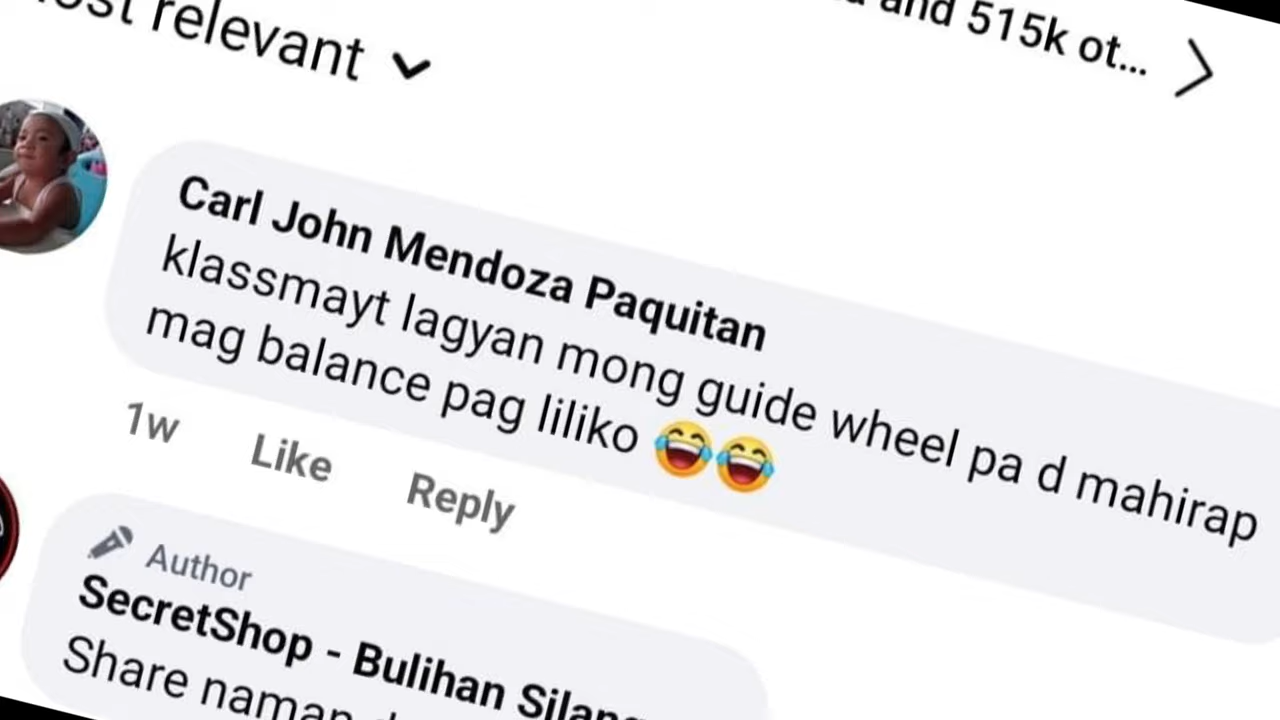 relevant
and 515k ot...
Carl John Mendoza Paquitan
klassmayt lagyan mong guide wheel pa d mahirap
mag balance pag liliko 😂😂
1w Like Reply
Author
SecretShop - Bulihan Silang
Share naman